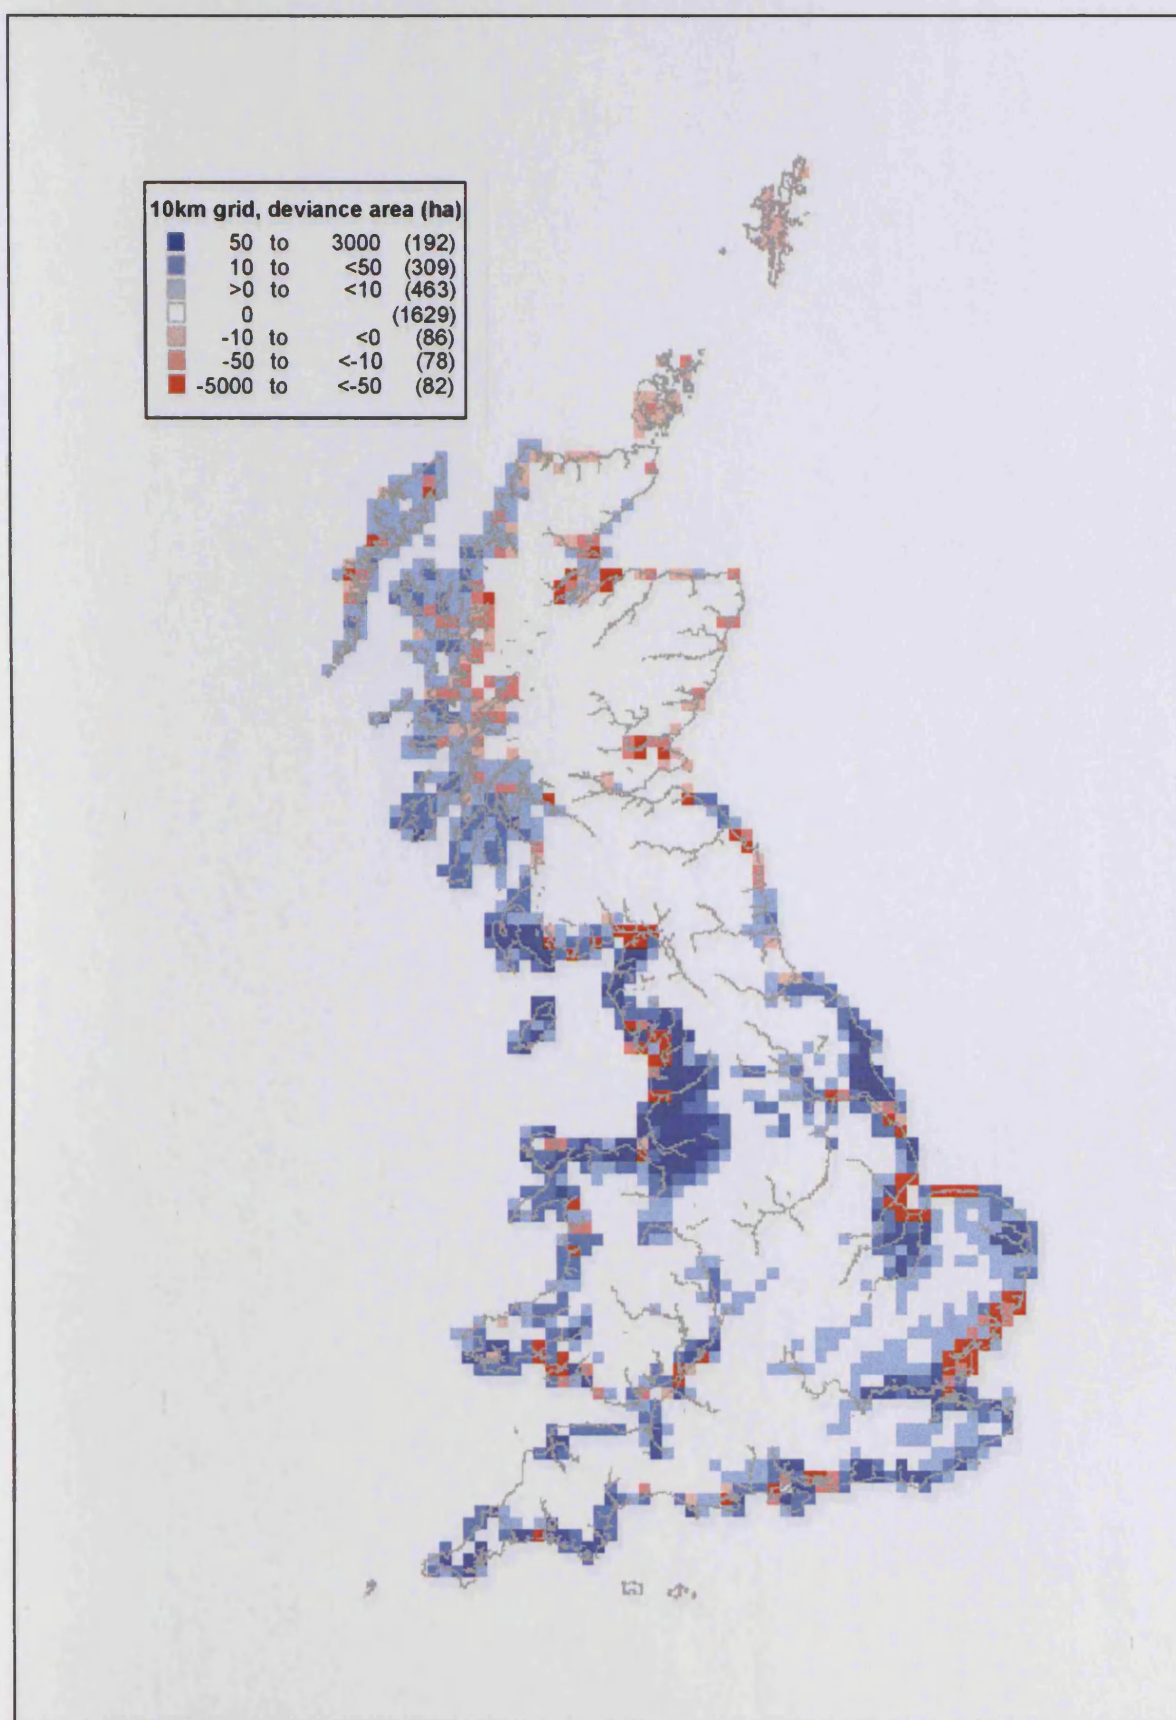 10km grid, deviance area (ha)
50 to 3000 (192)
10 to <50 (309)
>0 to <10 (463)
0 (1629)
-10 to <0 (86)
-50 to <-10 (78)
-5000 to <-50 (82)